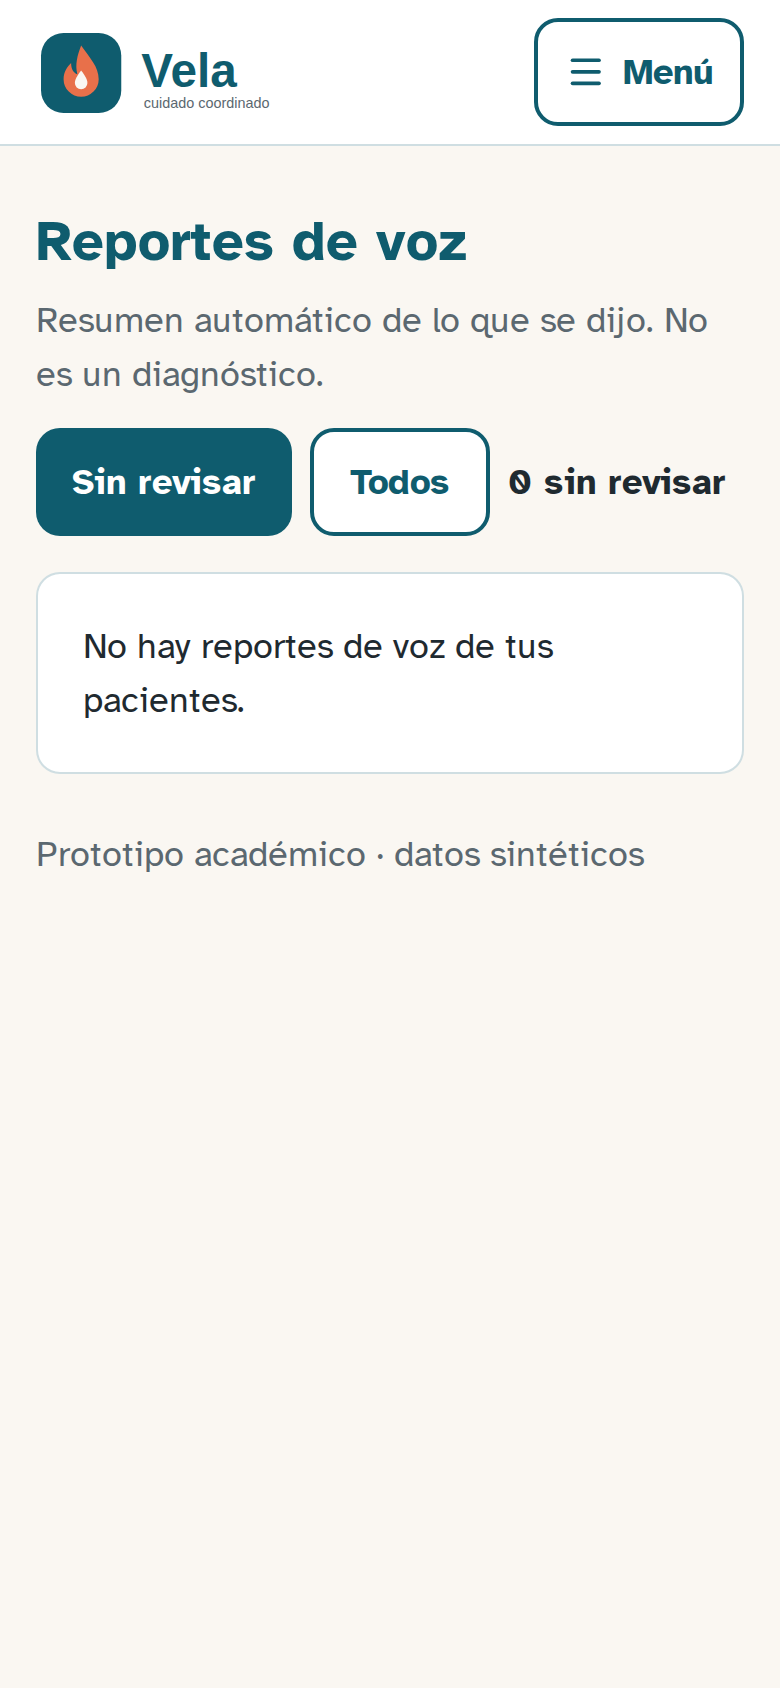 Vela
cuidado coordinado
Menú
Reportes de voz
Resumen automático de lo que se dijo. No
es un diagnóstico.
Sin revisar
Todos
0 sin revisar
No hay reportes de voz de tus
pacientes.
Prototipo académico · datos sintéticos